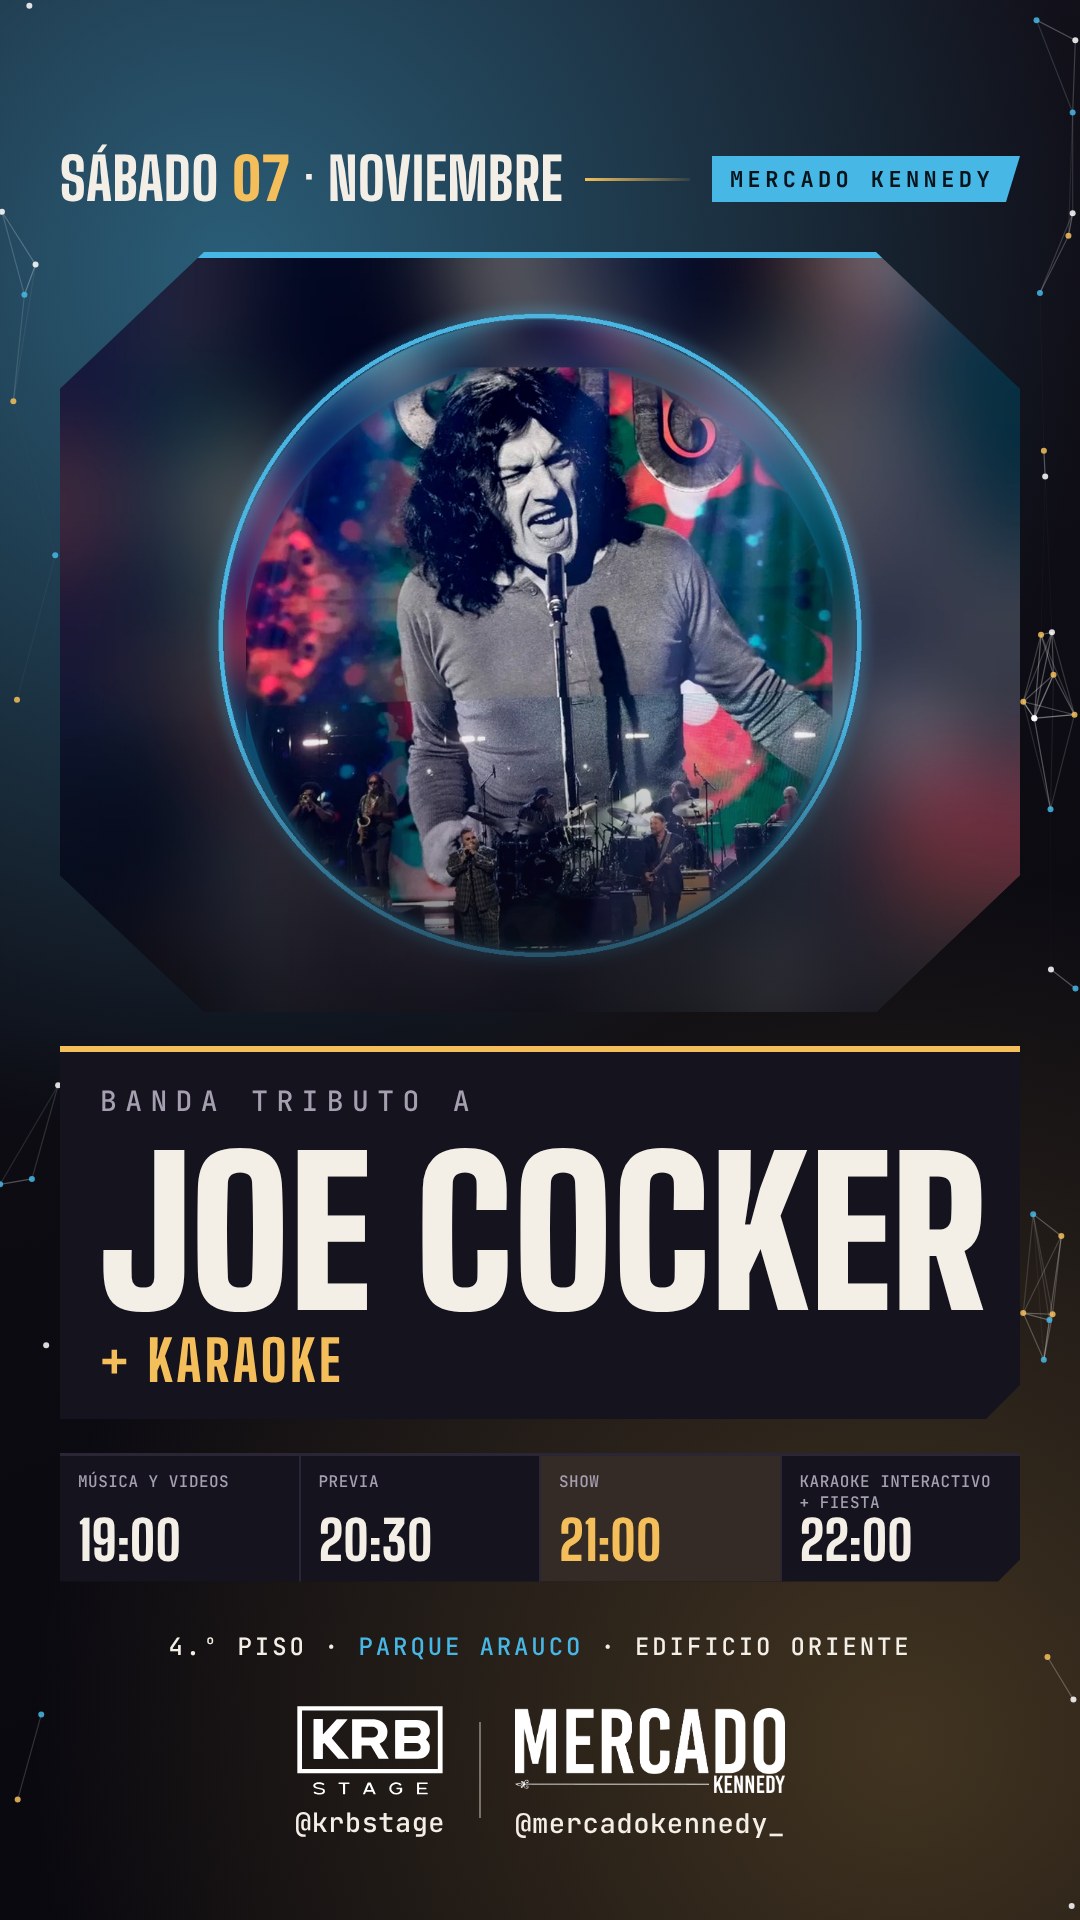 SÁBADO 07 · NOVIEMBRE
MERCADO KENNEDY
BANDA TRIBUTO A
JOE COCKER
+ KARAOKE
MÚSICA Y VIDEOS
19:00
PREVIA
20:30
SHOW
21:00
KARAOKE INTERACTIVO
+ FIESTA
22:00
4.º PISO · PARQUE ARAUCO · EDIFICIO ORIENTE
KRB
STAGE
@krbstage
MERCADO
KENNEDY
@mercadokennedy_